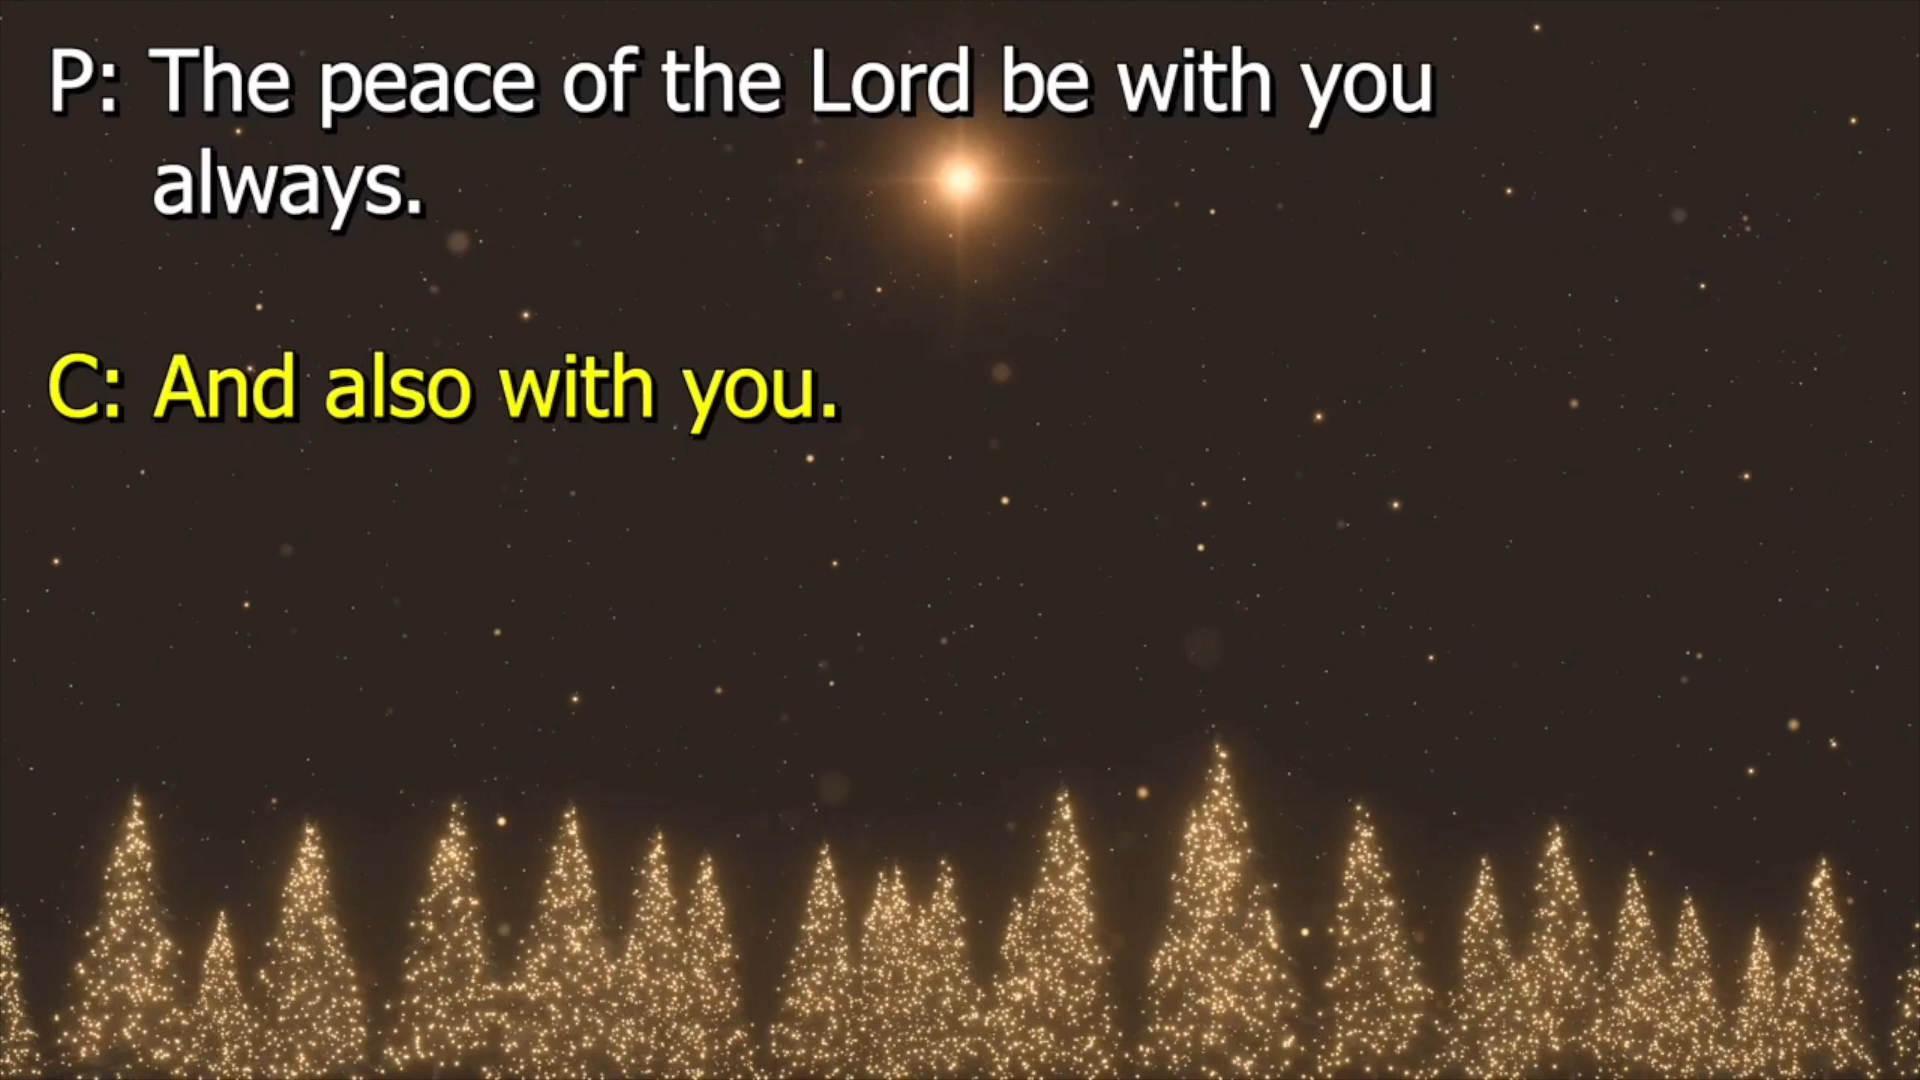 P: The peace of the Lord be with you
always.
C: And also with you.